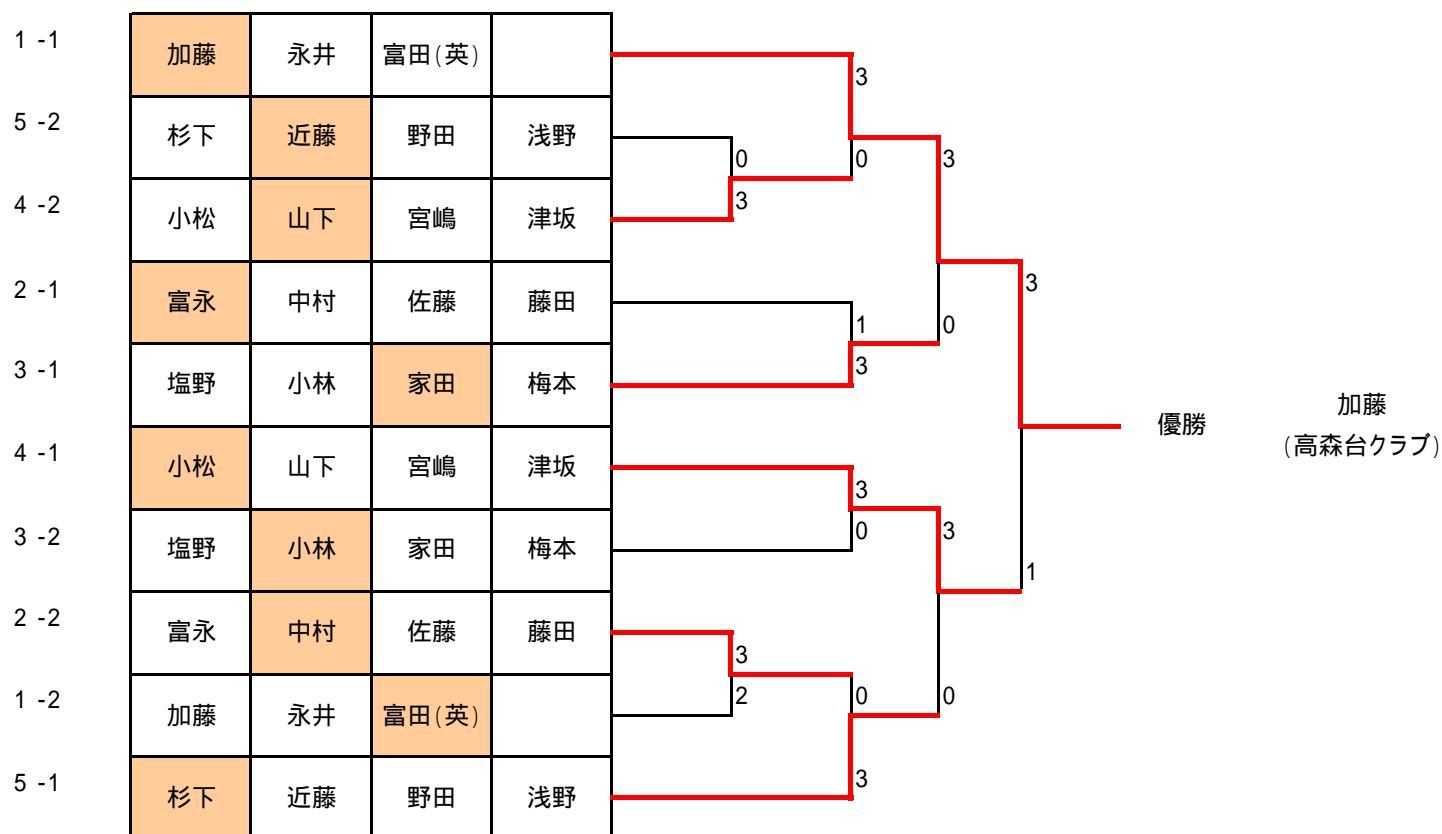 1 -1 加藤 永井 富田(英)
3
5 -2 杉下 近藤 野田 浅野
0 0 3
4 -2 小松 山下 宮嶋 津坂
3
2 -1 富永 中村 佐藤 藤田
3
1 0
3 -1 塩野 小林 家田 梅本
3
優勝 加藤
(高森台クラブ)
4 -1 小松 山下 宮嶋 津坂
3
3 -2 塩野 小林 家田 梅本
0 3
1
2 -2 富永 中村 佐藤 藤田
3
1 -2 加藤 永井 富田(英)
2 0 0
5 -1 杉下 近藤 野田 浅野
3